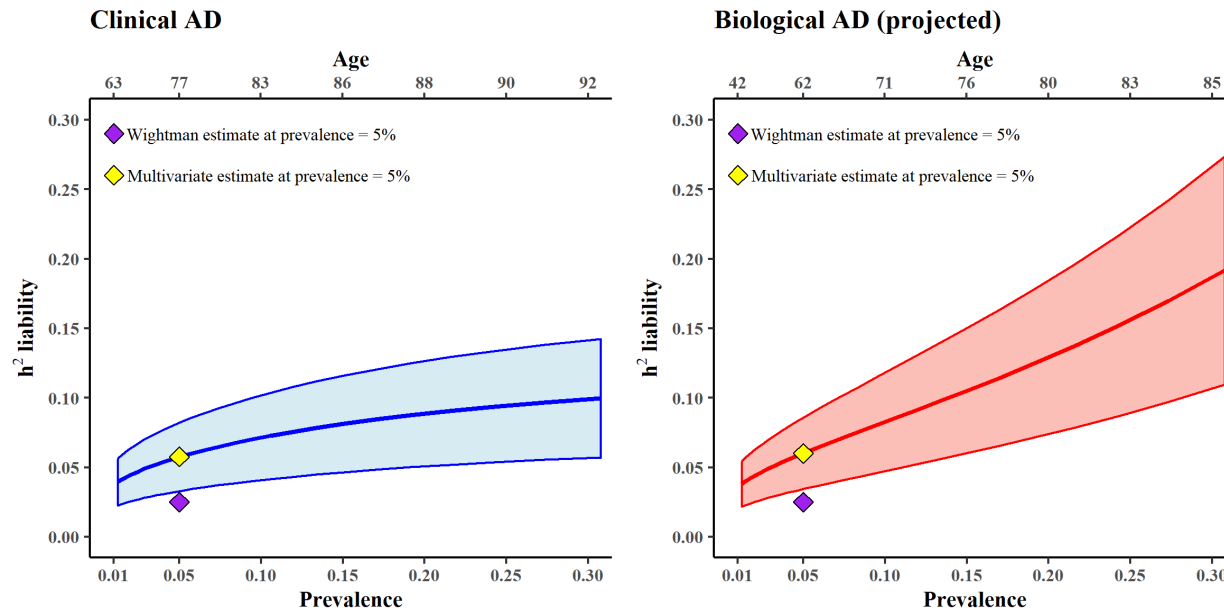 Clinical AD
Age
63 77 83 86 88 90 92
0.30
Wightman estimate at prevalence = 5%
Multivariate estimate at prevalence = 5%
0.25
0.20
0.15
0.10
0.05
0.00
h² liability
0.01 0.05 0.10 0.15 0.20 0.25 0.30
Prevalence
Biological AD (projected)
Age
42 62 71 76 80 83 85
0.30
Wightman estimate at prevalence = 5%
Multivariate estimate at prevalence = 5%
0.25
0.20
0.15
0.10
0.05
0.00
h² liability
0.01 0.05 0.10 0.15 0.20 0.25 0.30
Prevalence